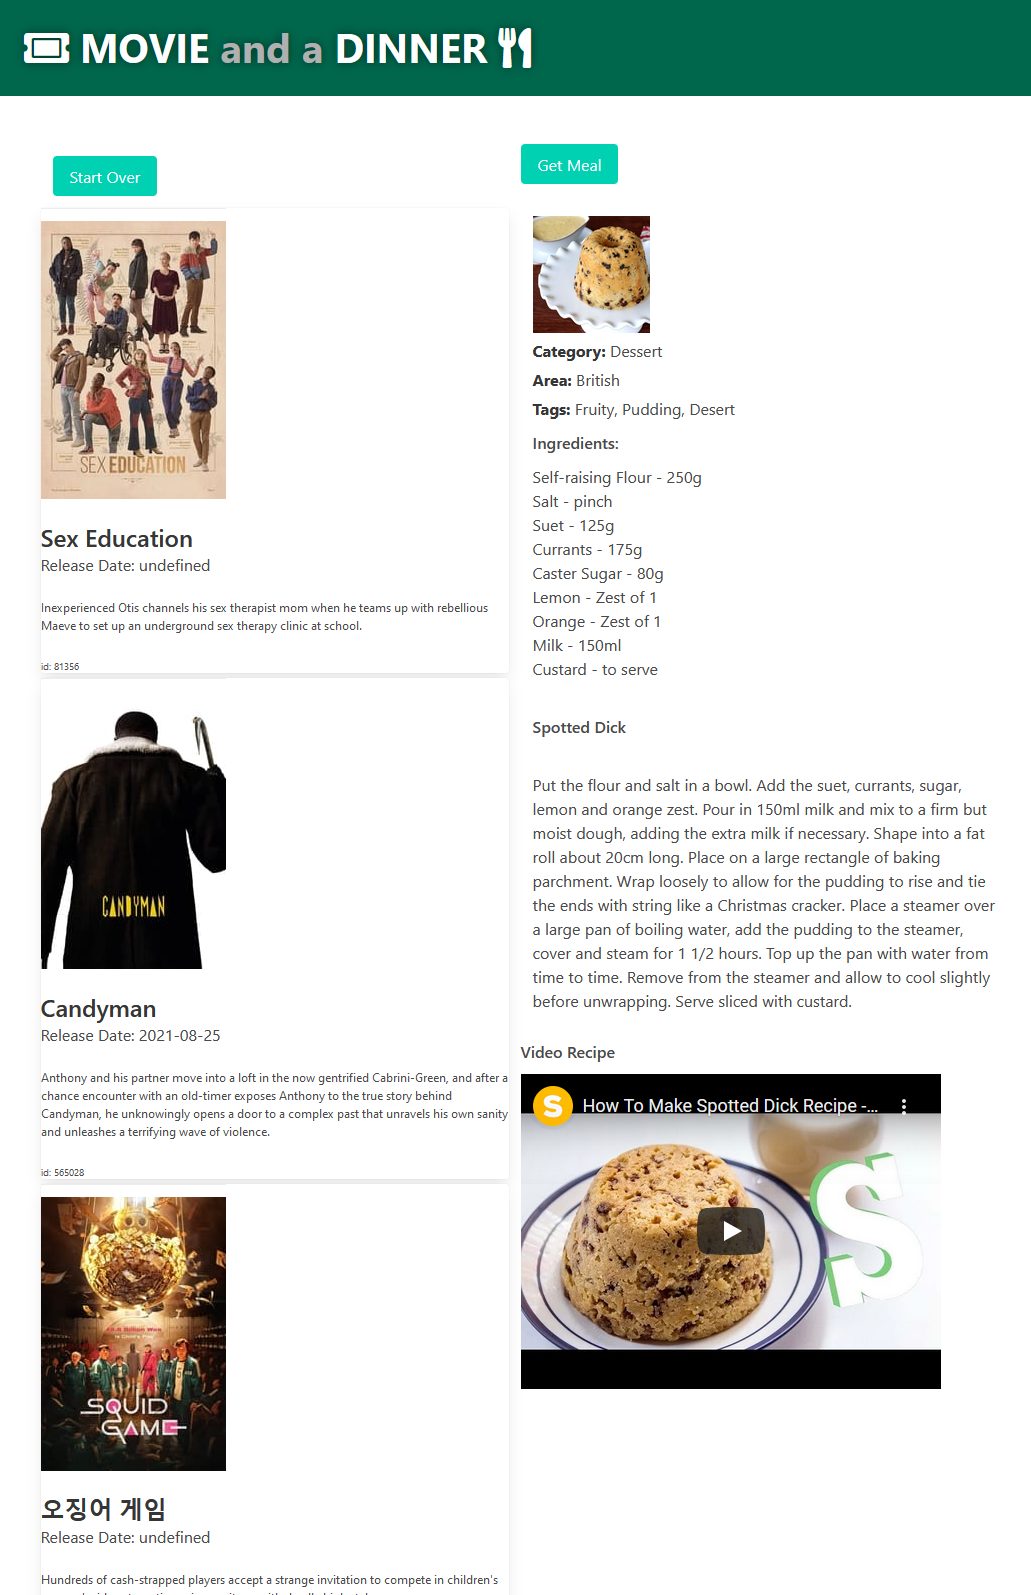 MOVIE and a DINNER
Start Over
SEX EDUCATION
Sex Education
Release Date: undefined
Inexperienced Otis channels his sex therapist mom when he teams up with rebellious
Maeve to set up an underground sex therapy clinic at school.
id: 81356
CANDYMAN
Candyman
Release Date: 2021-08-25
Anthony and his partner move into a loft in the now gentrified Cabrini-Green, and after a
chance encounter with an old-timer exposes Anthony to the true story behind
Candyman, he unknowingly opens a door to a complex past that unravels his own sanity
and unleashes a terrifying wave of violence.
id: 565028
SQUID
GAME
오징어 게임
Release Date: undefined
Hundreds of cash-strapped players accept a strange invitation to compete in children's
Get Meal
Category: Dessert
Area: British
Tags: Fruity, Pudding, Desert
Ingredients:
Self-raising Flour - 250g
Salt - pinch
Suet - 125g
Currants - 175g
Caster Sugar - 80g
Lemon - Zest of 1
Orange - Zest of 1
Milk - 150ml
Custard - to serve
Spotted Dick
Put the flour and salt in a bowl. Add the suet, currants, sugar,
lemon and orange zest. Pour in 150ml milk and mix to a firm but
moist dough, adding the extra milk if necessary. Shape into a fat
roll about 20cm long. Place on a large rectangle of baking
parchment. Wrap loosely to allow for the pudding to rise and tie
the ends with string like a Christmas cracker. Place a steamer over
a large pan of boiling water, add the pudding to the steamer,
cover and steam for 1 1/2 hours. Top up the pan with water from
time to time. Remove from the steamer and allow to cool slightly
before unwrapping. Serve sliced with custard.
Video Recipe
S How To Make Spotted Dick Recipe -...
S